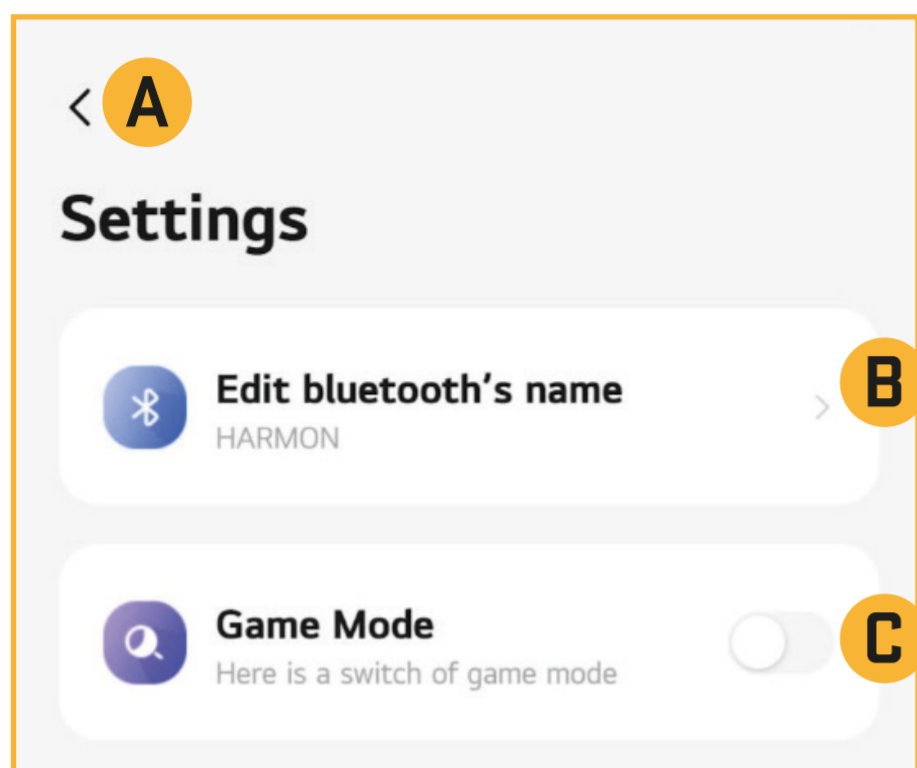 A
Settings
Edit bluetooth's name
HARMON
B
Game Mode
Here is a switch of game mode
C